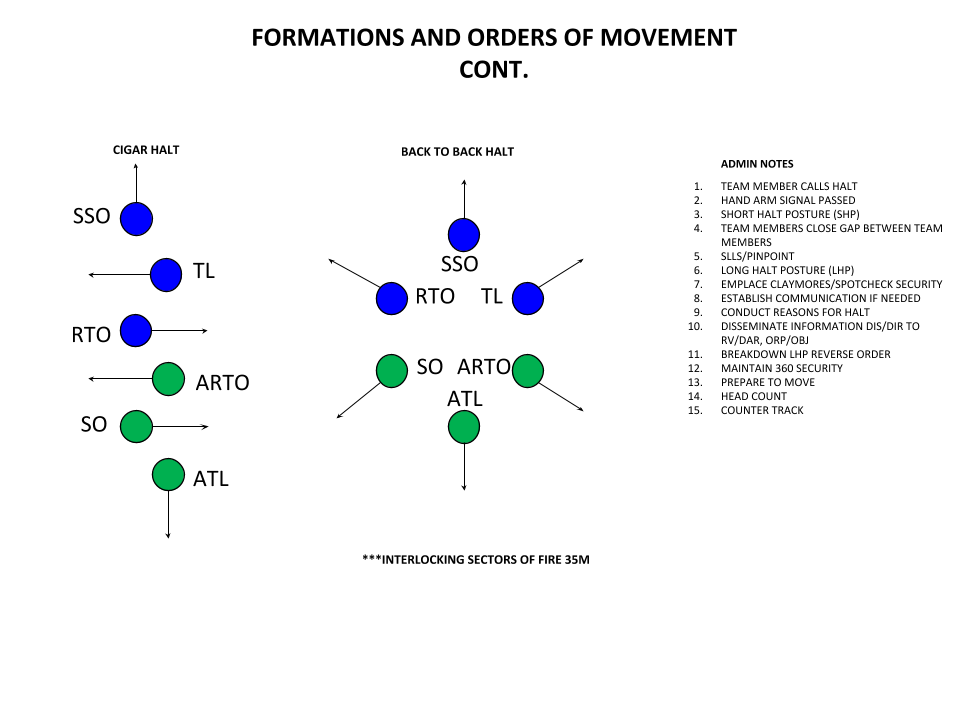 FORMATIONS AND ORDERS OF MOVEMENT
CONT.
CIGAR HALT
SSO
TL
RTO
ARTO
SO
ATL
BACK TO BACK HALT
SSO
RTO TL
SO ARTO
ATL
ADMIN NOTES
1. TEAM MEMBER CALLS HALT
2. HAND ARM SIGNAL PASSED
3. SHORT HALT POSTURE (SHP)
4. TEAM MEMBERS CLOSE GAP BETWEEN TEAM
MEMBERS
5. SLLS/PINPOINT
6. LONG HALT POSTURE (LHP)
7. EMPLACE CLAYMORES/SPOTCHECK SECURITY
8. ESTABLISH COMMUNICATION IF NEEDED
9. CONDUCT REASONS FOR HALT
10. DISSEMINATE INFORMATION DIS/DIR TO
RV/DAR, ORP/OBJ
11. BREAKDOWN LHP REVERSE ORDER
12. MAINTAIN 360 SECURITY
13. PREPARE TO MOVE
14. HEAD COUNT
15. COUNTER TRACK
***INTERLOCKING SECTORS OF FIRE 35M